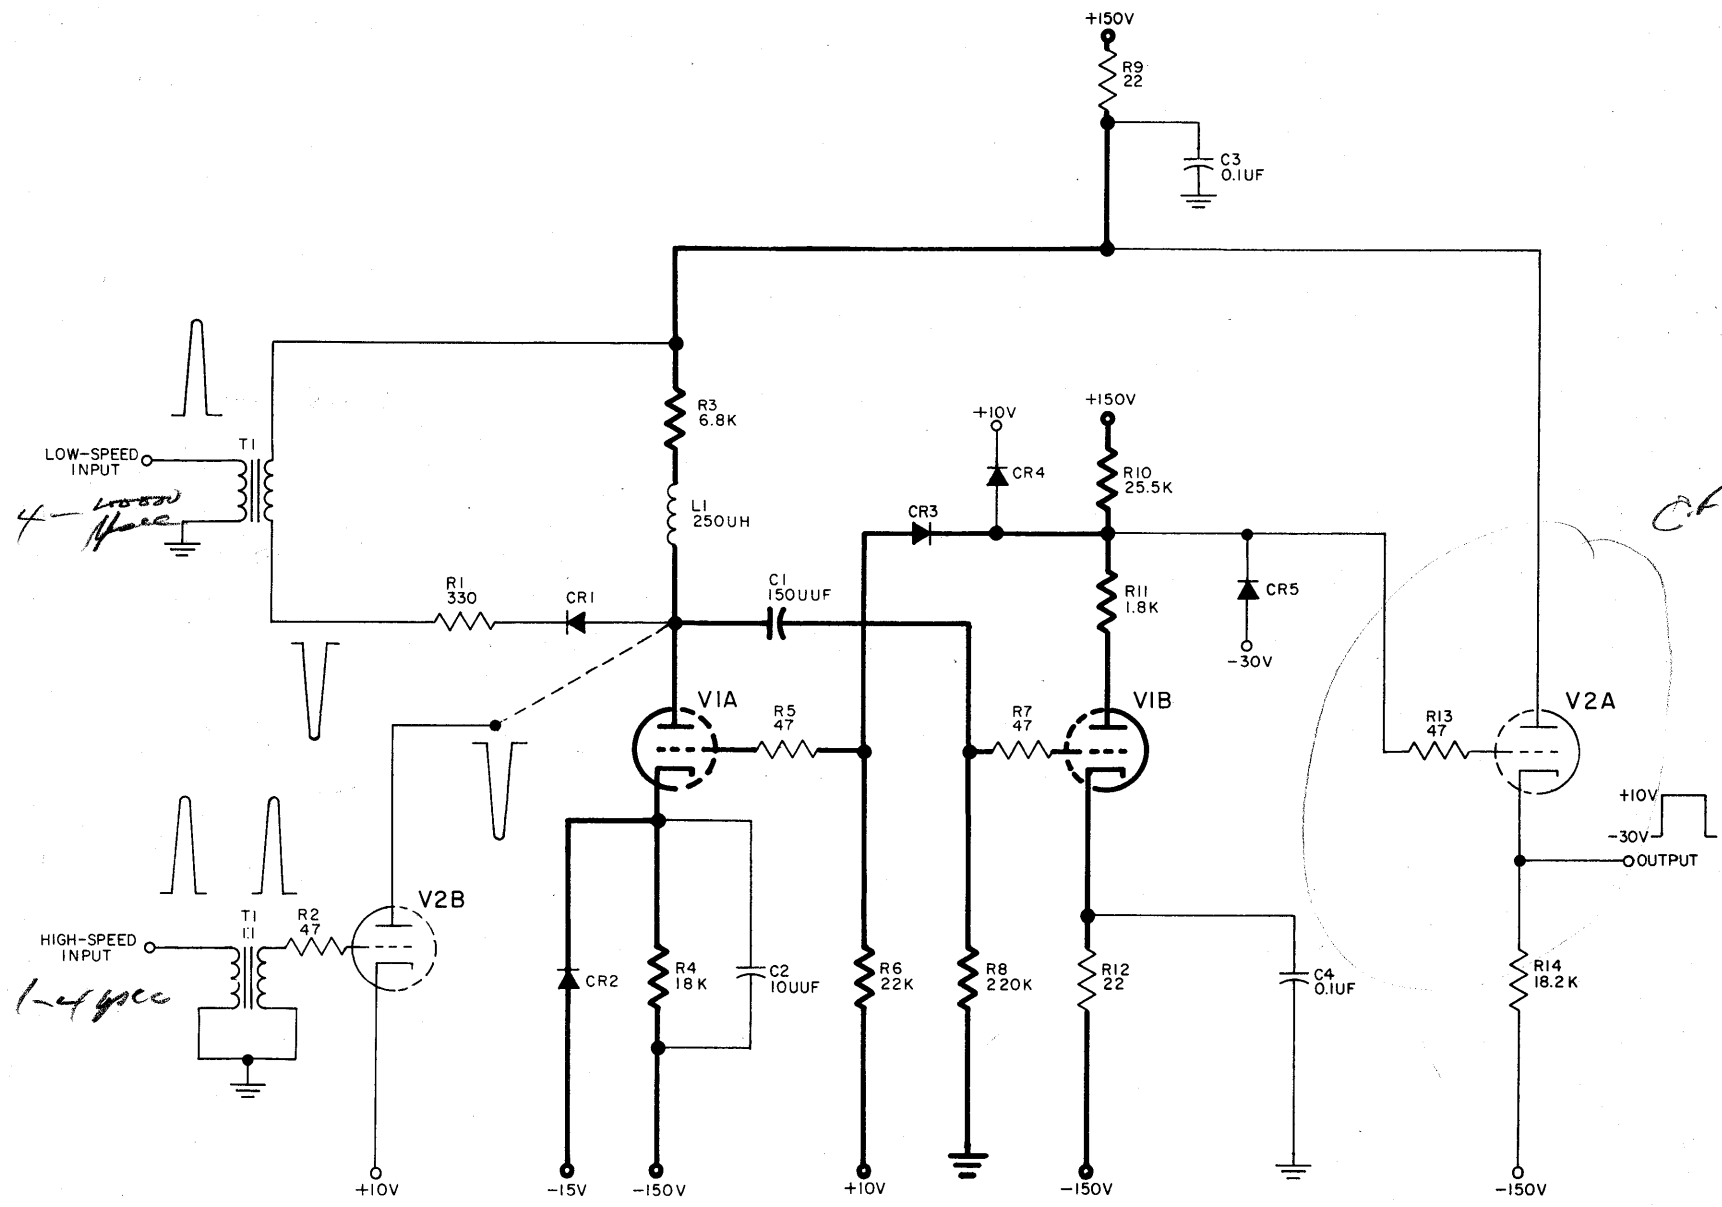 +150V
R9
22
C3
0.1UF
R3
6.8K
+10V
+150V
T1
LOW-SPEED
INPUT
CR4
R10
25.5K
L1
250UH
CR3
R1
330
CR1
C1
150UUF
R11
1.8K
CR5
-30V
V1A
R5
47
R7
47
V1B
R13
47
V2A
+10V
-30V
OUTPUT
V2B
T1
1:1
R2
47
HIGH-SPEED
INPUT
1-4 µsec
CR2
R4
18K
C2
10UUF
R6
22K
R8
220K
R12
22
C4
0.1UF
R14
18.2K
+10V
-15V
-150V
+10V
-150V
-150V